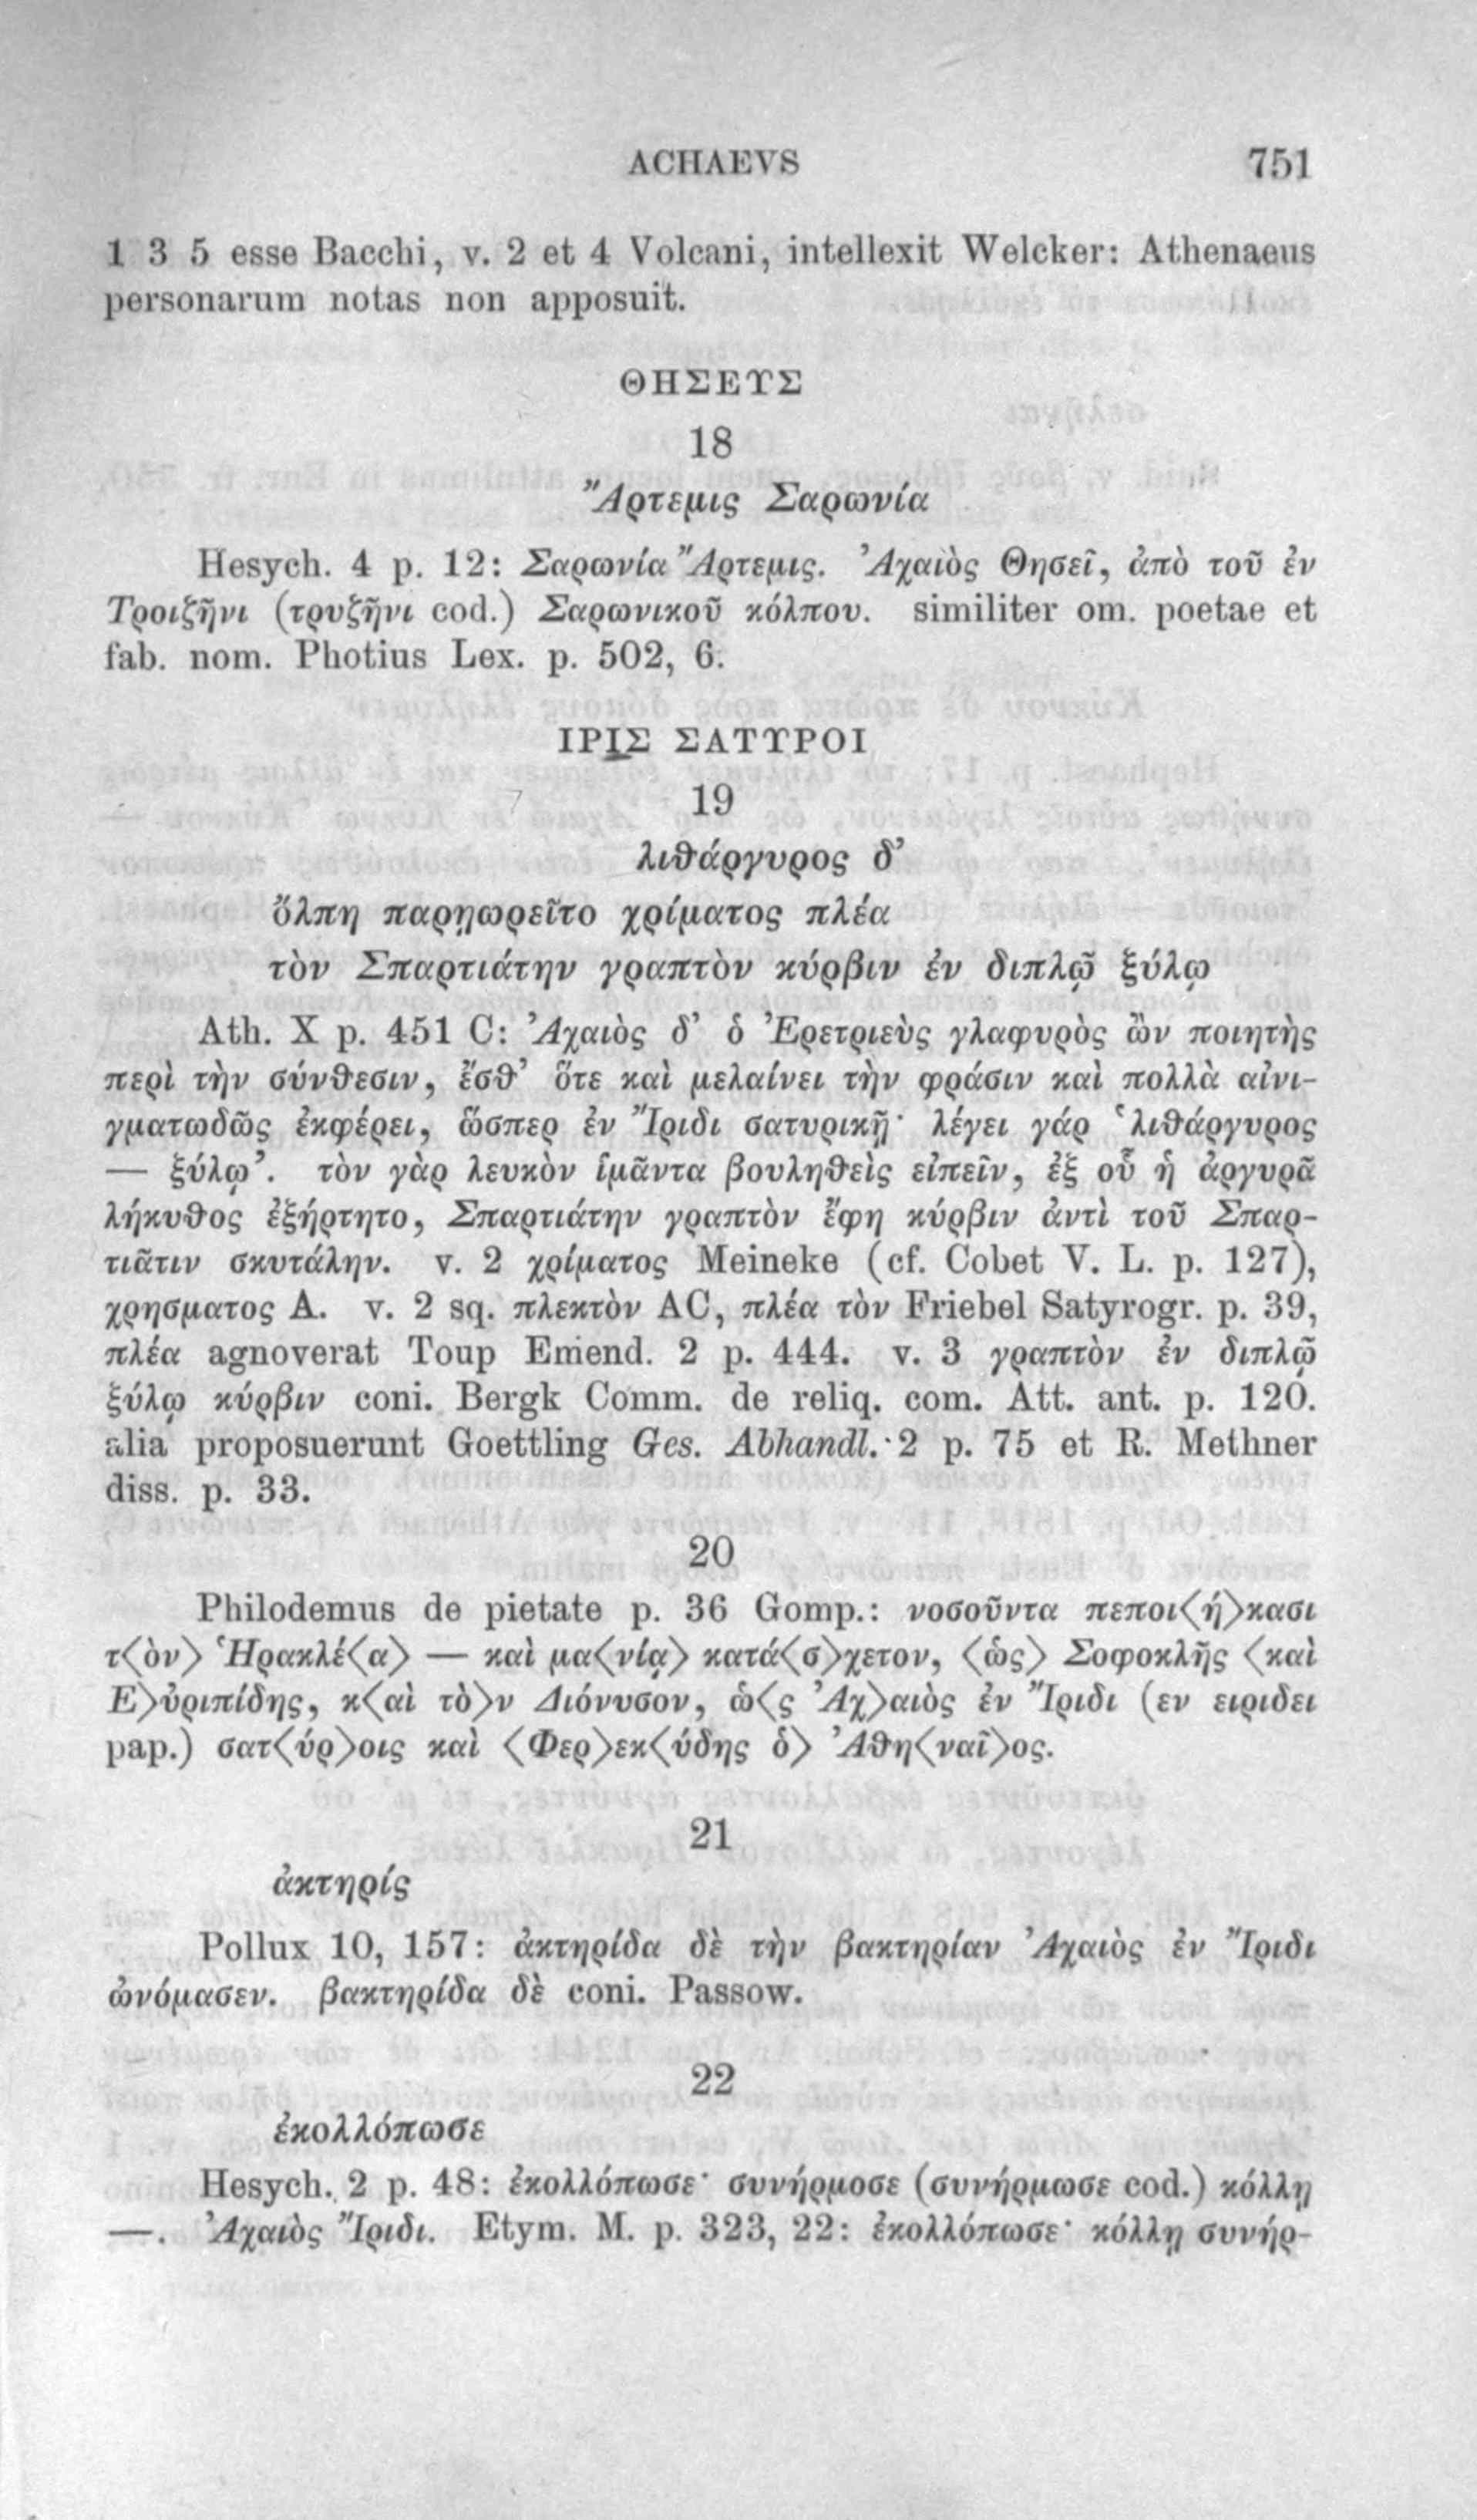 ACHAEVS 751
1 3 5 esse Bacchi, v. 2 et 4 Volcani, intellexit Welcker: Athenaeus
personarum notas non apposuit.
ΘΗΣΕΥΣ
18
Ἄρτεμις Σαρωνία
Hesych. 4 p. 12: Σαρωνία Ἄρτεμις. Ἀχαιὸς Θησεῖ, ἀπὸ τοῦ ἐν
Τροιζῆνι (τρυζῆνι cod.) Σαρωνικοῦ κόλπου. similiter om. poetae et
fab. nom. Photius Lex. p. 502, 6.
ΙΡΙΣ ΣΑΤΥΡΟΙ
19
λιθάργυρος δ’
ὄλπη παρῃωρεῖτο χρίματος πλέα
τὸν Σπαρτιάτην γραπτὸν κύρβιν ἐν διπλῷ ξύλῳ
Ath. X p. 451 C: Ἀχαιὸς δ’ ὁ Ἐρετριεὺς γλαφυρὸς ὢν ποιητὴς
περὶ τὴν σύνθεσιν, ἔσθ’ ὅτε καὶ μελαίνει τὴν φράσιν καὶ πολλὰ αἰνι-
γματωδῶς ἐκφέρει, ὥσπερ ἐν Ἴριδι σατυρικῇ· λέγει γάρ ‘λιθάργυρος
— ξύλῳ’. τὸν γὰρ λευκὸν ἱμάντα βουληθεὶς εἰπεῖν, ἐξ οὗ ἡ ἀργυρᾶ
λήκυθος ἐξήρτητο, Σπαρτιάτην γραπτὸν ἔφη κύρβιν ἀντὶ τοῦ Σπαρ-
τιᾶτιν σκυτάλην. v. 2 χρίματος Meineke (cf. Cobet V. L. p. 127),
χρησματος A. v. 2 sq. πλεκτὸν AC, πλέα τὸν Friebel Satyrogr. p. 39,
πλέα agnoverat Toup Emend. 2 p. 444. v. 3 γραπτὸν ἐν διπλῷ
ξύλῳ κύρβιν coni. Bergk Comm. de reliq. com. Att. ant. p. 120.
alia proposuerunt Goettling Ges. Abhandl. 2 p. 75 et R. Methner
diss. p. 33.
20
Philodemus de pietate p. 36 Gomp.: νοσοῦντα πεποι<ή>κασι
τ<ὸν> Ἡρακλέ<α> — καὶ μα<νίᾳ> κατά<σ>χετον, <ὡς> Σοφοκλῆς <καὶ
Ε>ὐριπίδης, κ<αὶ τὸ>ν Διόνυσον, ὡ<ς Ἀχ>αιὸς ἐν Ἴριδι (εν ειριδει
pap.) σατ<ύρ>οις καὶ <Φερ>εκ<ύδης ὁ> Ἀθη<ναῖ>ος.
21
ἀκτηρίς
Pollux 10, 157: ἀκτηρίδα δὲ τὴν βακτηρίαν Ἀχαιὸς ἐν Ἴριδι
ὠνόμασεν. βακτηρίδα δὲ coni. Passow.
22
ἐκολλόπωσε
Hesych. 2 p. 48: ἐκολλόπωσε· συνήρμοσε (συνήρμωσε cod.) κόλλῃ
—. Ἀχαιὸς Ἴριδι. Etym. M. p. 323, 22: ἐκολλόπωσε· κόλλῃ συνήρ-